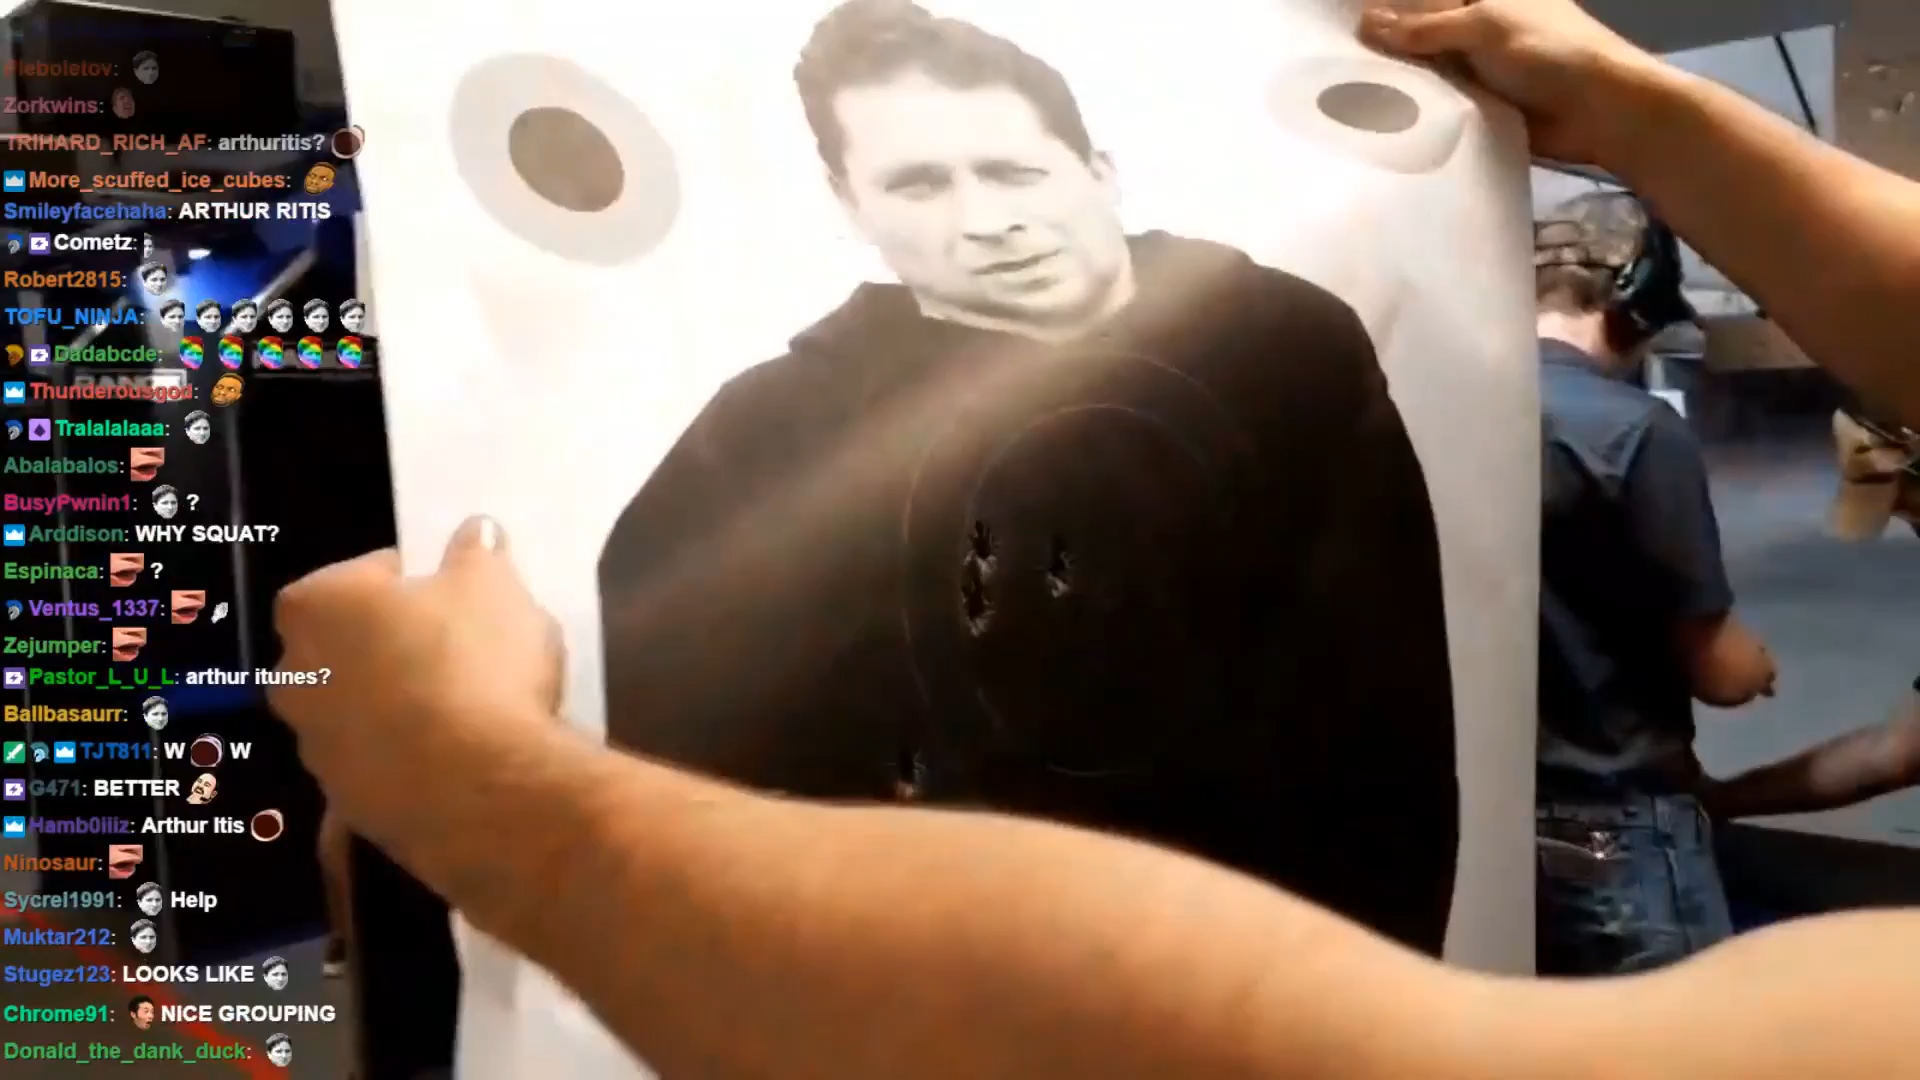 Pleboletov:
Zorkwins:
TRIHARD_RICH_AF: arthuritis?
More_scuffed_ice_cubes:
Smileyfacehaha: ARTHUR RITIS
Cometz:
Robert2815:
TOFU_NINJA:
Dadabcde:
Thunderousgod:
Tralalalaaa:
Abalabalos:
BusyPwnin1: ?
Arddison: WHY SQUAT?
Espinaca: ?
Ventus_1337:
Zejumper:
Pastor_L_U_L: arthur itunes?
Ballbasaurr:
TJT811: W W
G471: BETTER
Hamb0iiiz: Arthur Itis
Ninosaur:
Sycrel1991: Help
Muktar212:
Stugez123: LOOKS LIKE
Chrome91: NICE GROUPING
Donald_the_dank_duck: